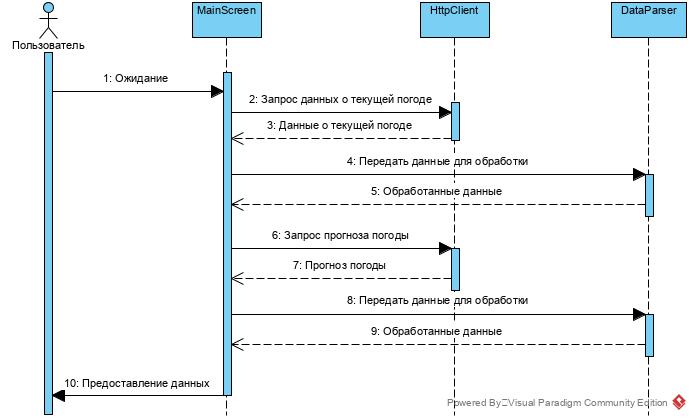 MainScreen
HttpClient
DataParser
Пользователь
1: Ожидание
2: Запрос данных о текущей погоде
3: Данные о текущей погоде
4: Передать данные для обработки
5: Обработанные данные
6: Запрос прогноза погоды
7: Прогноз погоды
8: Передать данные для обработки
9: Обработанные данные
10: Предоставление данных
Powered By Visual Paradigm Community Edition